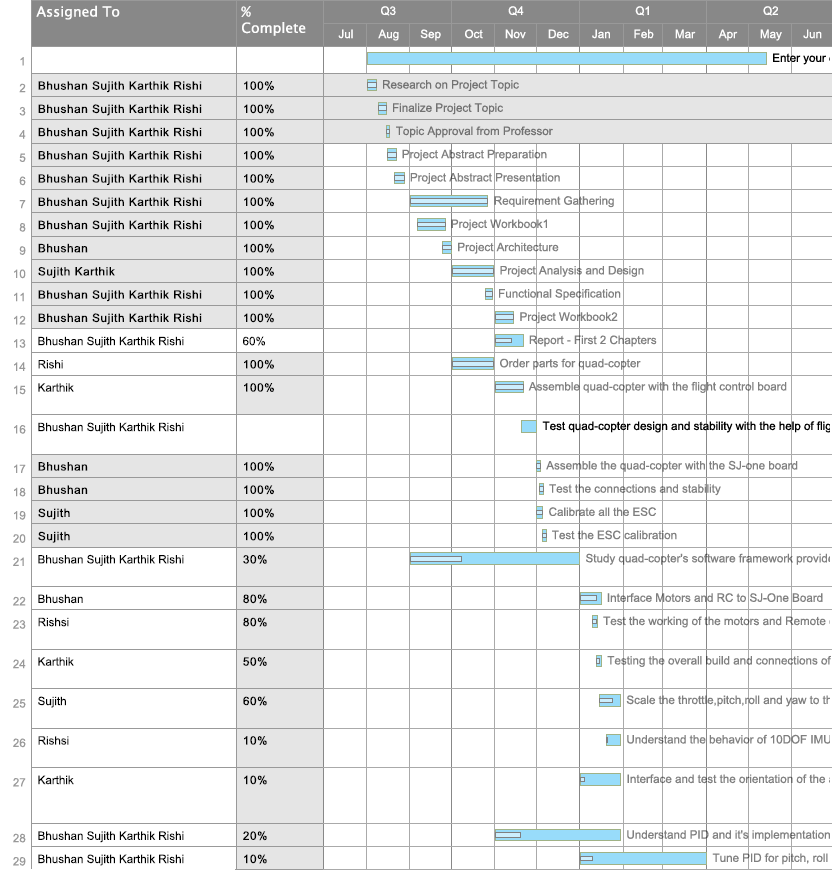 Assigned To % Complete Q3 Q4 Q1 Q2
Jul Aug Sep Oct Nov Dec Jan Feb Mar Apr May Jun
1 Enter your
2 Bhushan Sujith Karthik Rishi 100% Research on Project Topic
3 Bhushan Sujith Karthik Rishi 100% Finalize Project Topic
4 Bhushan Sujith Karthik Rishi 100% Topic Approval from Professor
5 Bhushan Sujith Karthik Rishi 100% Project Abstract Preparation
6 Bhushan Sujith Karthik Rishi 100% Project Abstract Presentation
7 Bhushan Sujith Karthik Rishi 100% Requirement Gathering
8 Bhushan Sujith Karthik Rishi 100% Project Workbook1
9 Bhushan 100% Project Architecture
10 Sujith Karthik 100% Project Analysis and Design
11 Bhushan Sujith Karthik Rishi 100% Functional Specification
12 Bhushan Sujith Karthik Rishi 100% Project Workbook2
13 Bhushan Sujith Karthik Rishi 60% Report - First 2 Chapters
14 Rishi 100% Order parts for quad-copter
15 Karthik 100% Assemble quad-copter with the flight control board
16 Bhushan Sujith Karthik Rishi Test quad-copter design and stability with the help of flig
17 Bhushan 100% Assemble the quad-copter with the SJ-one board
18 Bhushan 100% Test the connections and stability
19 Sujith 100% Calibrate all the ESC
20 Sujith 100% Test the ESC calibration
21 Bhushan Sujith Karthik Rishi 30% Study quad-copter's software framework provide
22 Bhushan 80% Interface Motors and RC to SJ-One Board
23 Rishsi 80% Test the working of the motors and Remote
24 Karthik 50% Testing the overall build and connections of
25 Sujith 60% Scale the throttle,pitch,roll and yaw to th
26 Rishsi 10% Understand the behavior of 10DOF IMU
27 Karthik 10% Interface and test the orientation of the
28 Bhushan Sujith Karthik Rishi 20% Understand PID and it's implementation
29 Bhushan Sujith Karthik Rishi 10% Tune PID for pitch, roll